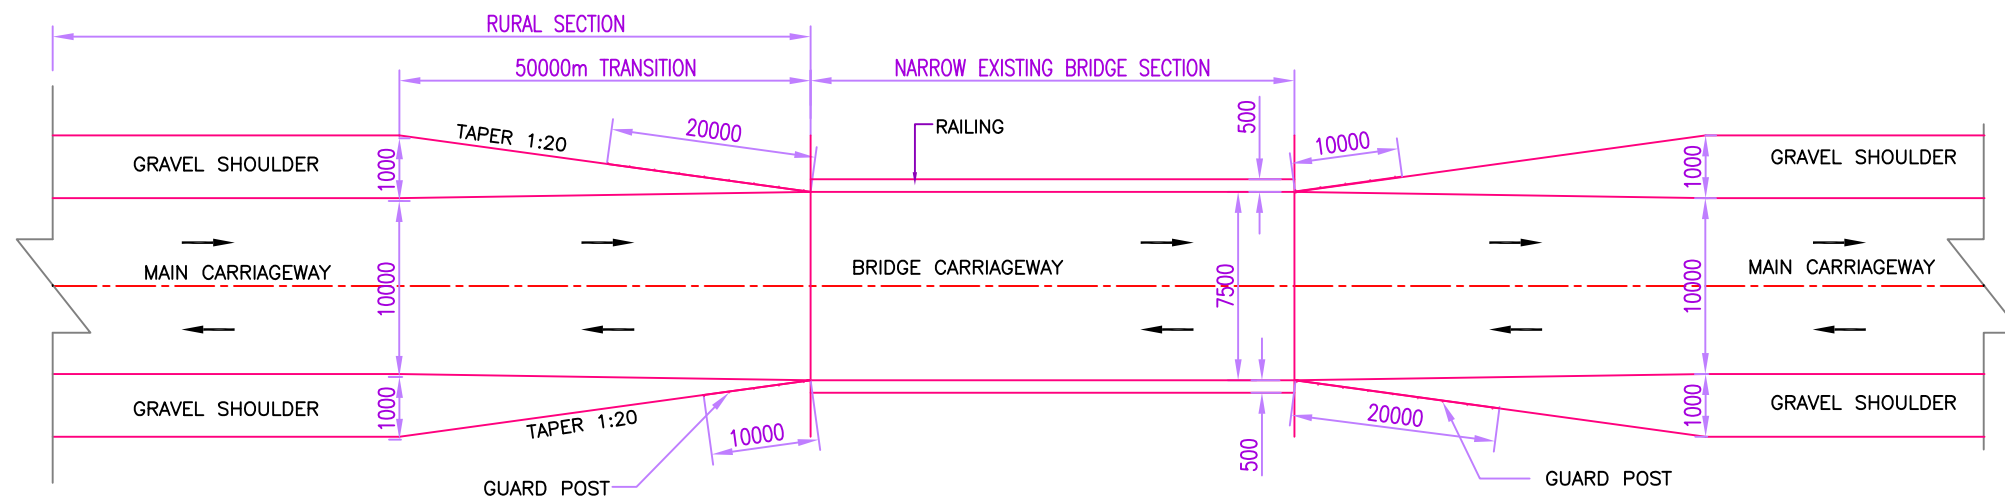 RURAL SECTION
50000m TRANSITION
NARROW EXISTING BRIDGE SECTION
TAPER 1:20
20000
500
RAILING
10000
GRAVEL SHOULDER
1000
1000
GRAVEL SHOULDER
MAIN CARRIAGEWAY
10000
BRIDGE CARRIAGEWAY
7500
10000
MAIN CARRIAGEWAY
GRAVEL SHOULDER
1000
TAPER 1:20
10000
500
20000
1000
GRAVEL SHOULDER
GUARD POST
GUARD POST